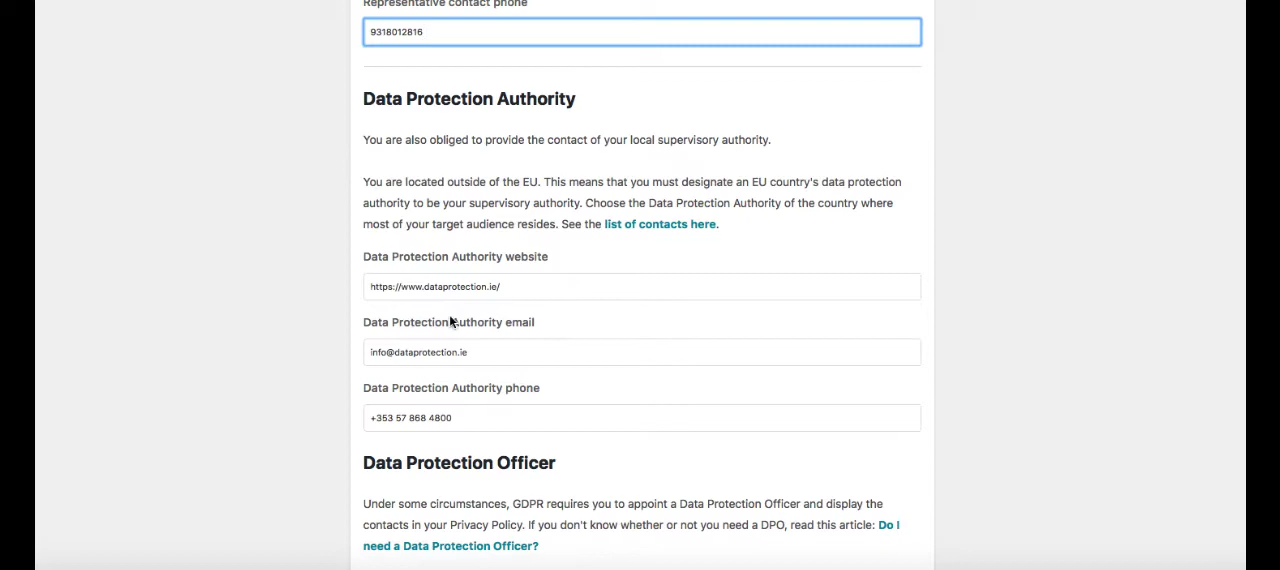 Representative contact phone
9318012816
Data Protection Authority
You are also obliged to provide the contact of your local supervisory authority.
You are located outside of the EU. This means that you must designate an EU country's data protection
authority to be your supervisory authority. Choose the Data Protection Authority of the country where
most of your target audience resides. See the list of contacts here.
Data Protection Authority website
https://www.dataprotection.ie/
Data Protection Authority email
info@dataprotection.ie
Data Protection Authority phone
+353 57 868 4800
Data Protection Officer
Under some circumstances, GDPR requires you to appoint a Data Protection Officer and display the
contacts in your Privacy Policy. If you don't know whether or not you need a DPO, read this article: Do I
need a Data Protection Officer?